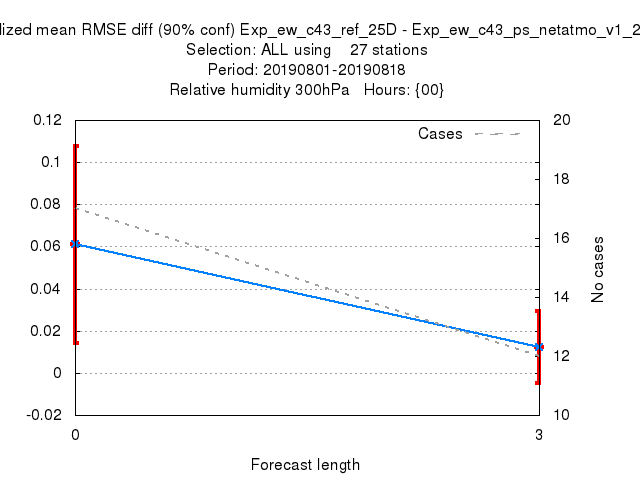 lized mean RMSE diff (90% conf) Exp_ew_c43_ref_25D - Exp_ew_c43_ps_netatmo_v1_2
Selection: ALL using 27 stations
Period: 20190801-20190818
Relative humidity 300hPa Hours: {00}
0.12
0.1
0.08
0.06
0.04
0.02
0
-0.02
Cases
20
18
16
14
12
10
No cases
0
3
Forecast length